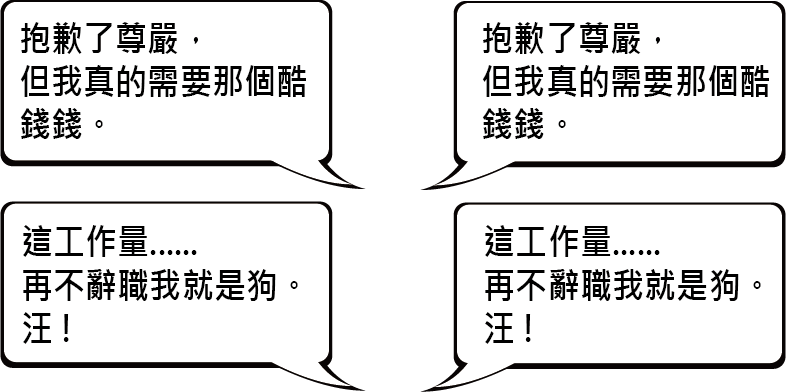 抱歉了尊嚴，
但我真的需要那個酷
錢錢。
抱歉了尊嚴，
但我真的需要那個酷
錢錢。
這工作量......
再不辭職我就是狗。
汪！
這工作量......
再不辭職我就是狗。
汪！